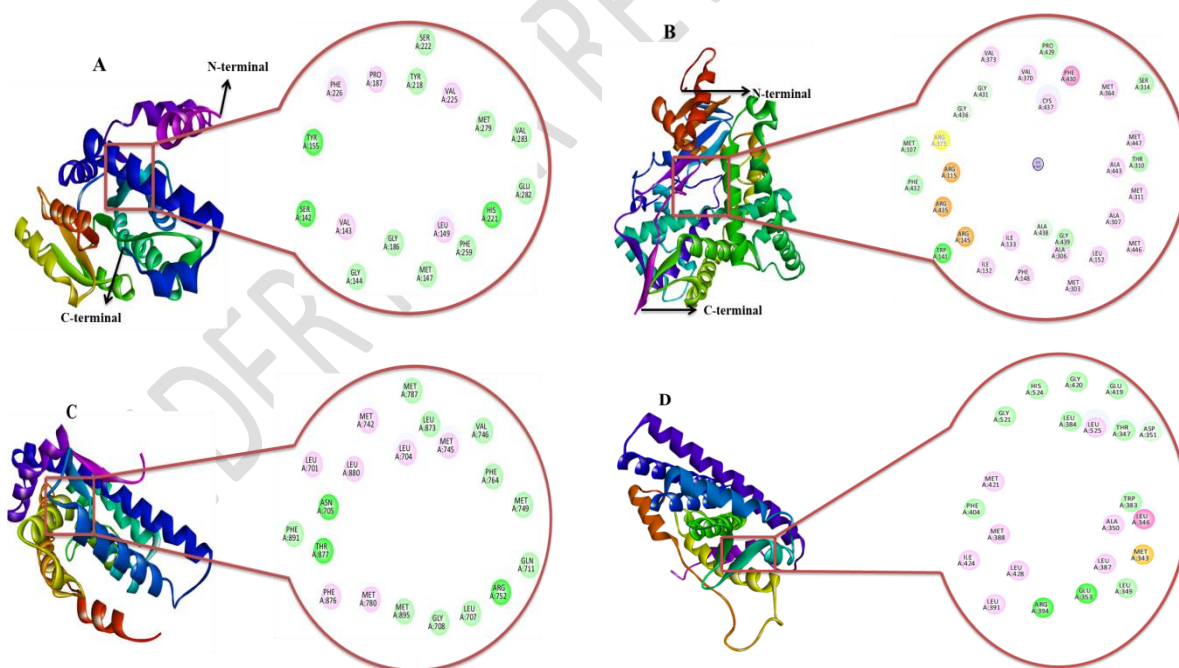 A
N-terminal
C-terminal
SER
A:222
PHE
A:226
PRO
A:187
TYR
A:218
VAL
A:225
MET
A:279
VAL
A:283
TYR
A:155
GLU
A:282
SER
A:142
HIS
A:221
VAL
A:143
LEU
A:149
GLY
A:186
PHE
A:259
GLY
A:144
MET
A:147
B
N-terminal
C-terminal
VAL
A:373
PRO
A:429
VAL
A:370
PHE
A:430
SER
A:314
GLY
A:431
MET
A:364
CYS
A:437
GLY
A:436
MET
A:107
ARG
A:375
MET
A:447
ARG
A:115
ALA
A:443
THR
A:310
PHE
A:432
MET
A:311
ARG
A:435
ALA
A:307
ARG
A:145
ILE
A:133
ALA
A:438
GLY
A:439
MET
A:446
TRP
A:141
ALA
A:306
LEU
A:152
ILE
A:132
PHE
A:148
MET
A:303
C
MET
A:787
MET
A:742
LEU
A:873
VAL
A:746
LEU
A:704
MET
A:745
LEU
A:701
LEU
A:880
PHE
A:764
ASN
A:705
MET
A:749
PHE
A:891
THR
A:877
GLN
A:711
ARG
A:752
PHE
A:876
MET
A:780
MET
A:895
GLY
A:708
LEU
A:707
D
HIS
A:524
GLY
A:420
GLU
A:419
GLY
A:521
LEU
A:384
LEU
A:525
THR
A:347
ASP
A:351
MET
A:421
PHE
A:404
TRP
A:383
MET
A:388
ALA
A:350
LEU
A:346
ILE
A:424
LEU
A:428
LEU
A:387
MET
A:343
LEU
A:391
ARG
A:394
GLU
A:353
LEU
A:349